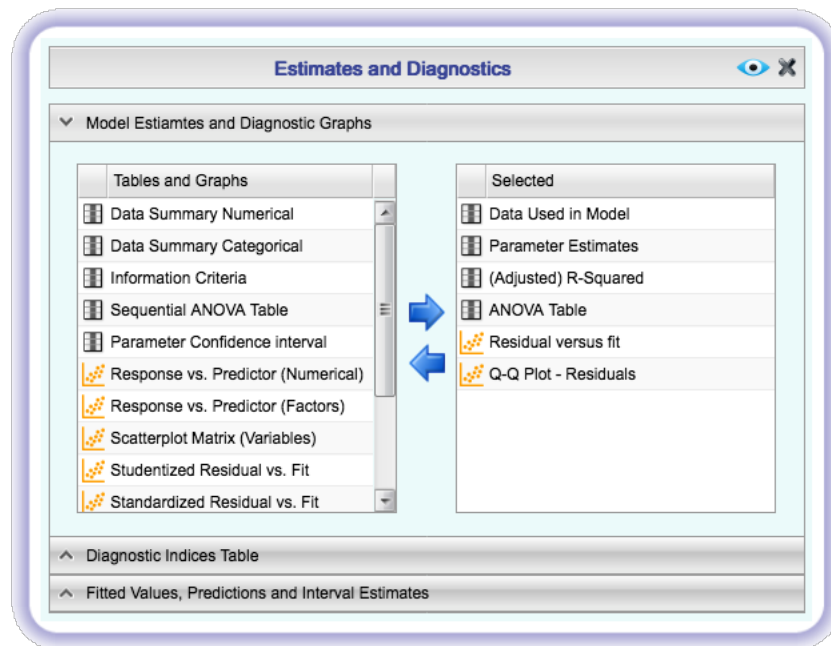 Estimates and Diagnostics
Model Estiamtes and Diagnostic Graphs
Tables and Graphs
Data Summary Numerical
Data Summary Categorical
Information Criteria
Sequential ANOVA Table
Parameter Confidence interval
Response vs. Predictor (Numerical)
Response vs. Predictor (Factors)
Scatterplot Matrix (Variables)
Studentized Residual vs. Fit
Standardized Residual vs. Fit
Selected
Data Used in Model
Parameter Estimates
(Adjusted) R-Squared
ANOVA Table
Residual versus fit
Q-Q Plot - Residuals
Diagnostic Indices Table
Fitted Values, Predictions and Interval Estimates